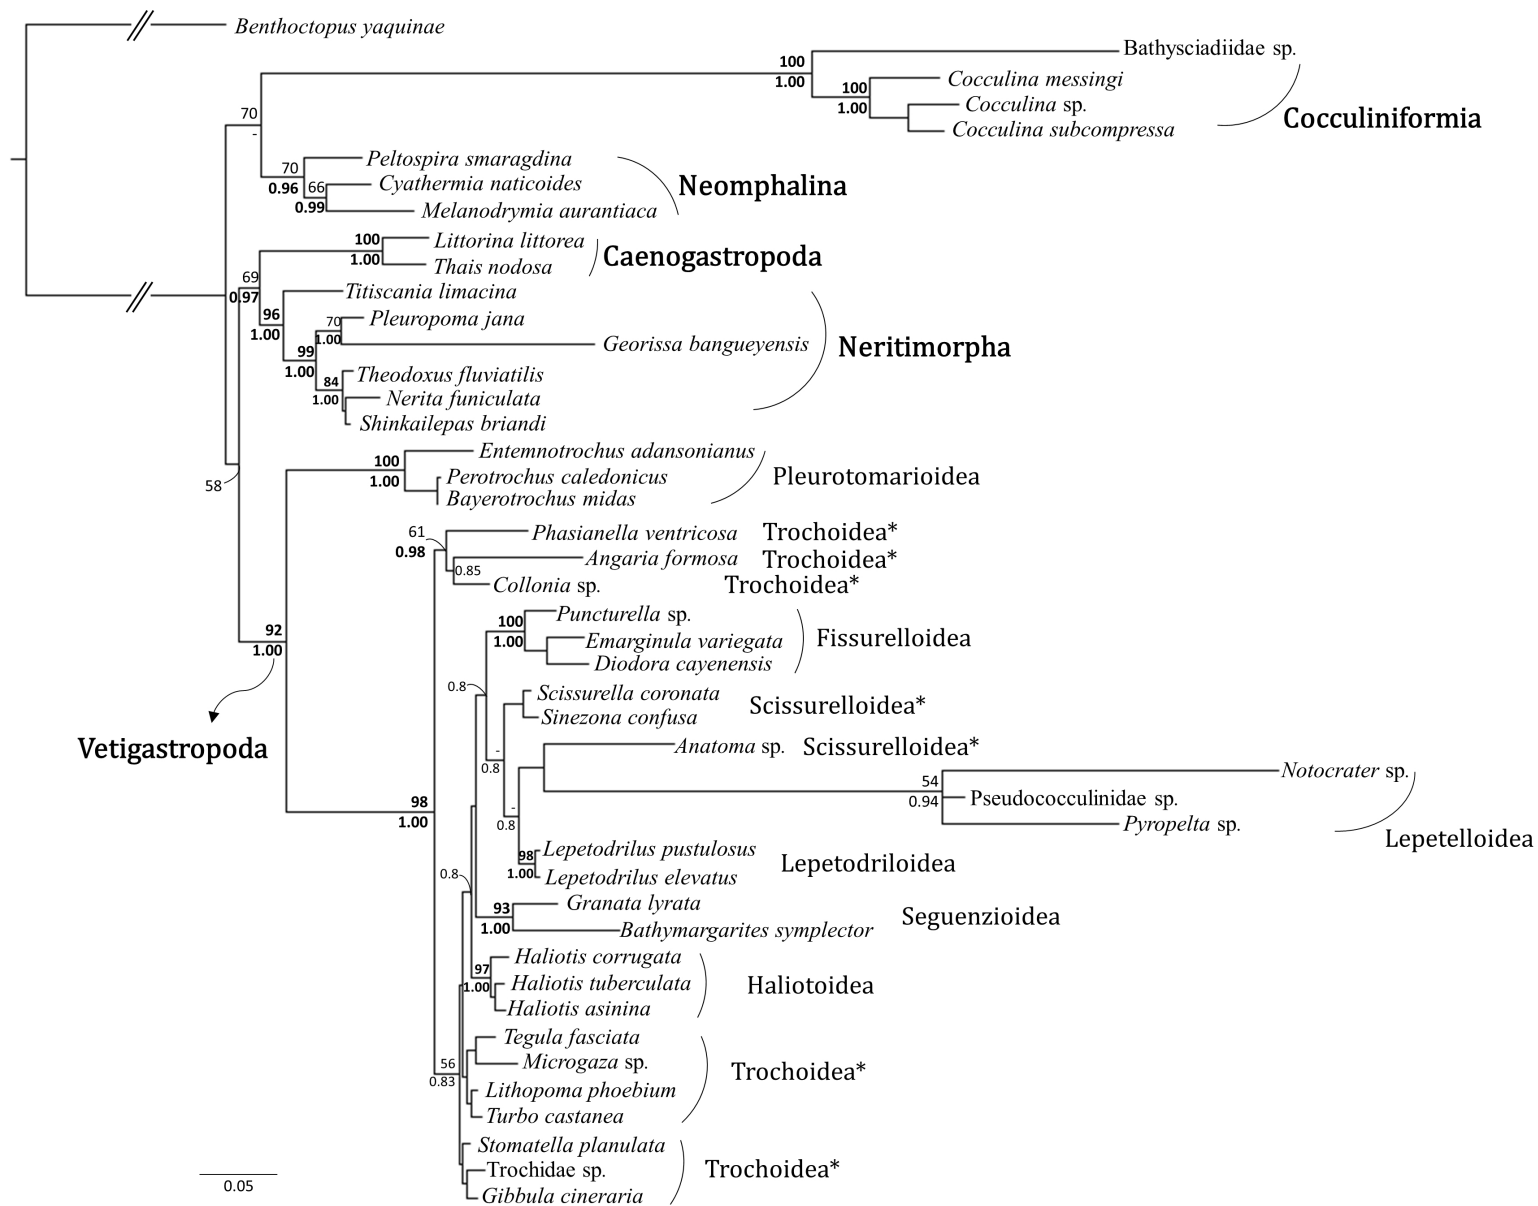 Benthoctopus yaquinae
Bathysciadiidae sp.
100
1.00
Cocculina messingi
100
1.00
Cocculina sp.
Cocculina subcompressa
Cocculiniformia
70
-
Peltospira smaragdina
70
0.96
Cyathermia naticoides
66
0.99
Melanodrymia aurantiaca
Neomphalina
Littorina littorea
100
1.00
Thais nodosa
Caenogastropoda
69
0.97
Titiscania limacina
96
1.00
Pleuropoma jana
70
1.00
Georissa bangueyensis
Neritimorpha
99
1.00
Theodoxus fluviatilis
84
1.00
Nerita funiculata
Shinkailepas briandi
58
Entemnotrochus adansonianus
100
1.00
Perotrochus caledonicus
Bayerotrochus midas
Pleurotomarioidea
61
0.98
Phasianella ventricosa Trochoidea*
Angaria formosa Trochoidea*
0.85
Collonia sp. Trochoidea*
92
1.00
Vetigastropoda
Puncturella sp.
100
1.00
Emarginula variegata
Diodora cayenensis
Fissurelloidea
0.8
Scissurella coronata
Sinezona confusa
Scissurelloidea*
-
0.8
Anatoma sp. Scissurelloidea*
Notocrater sp.
54
0.94
Pseudococculinidae sp.
Pyropelta sp.
Lepetelloidea
98
1.00
-
0.8
Lepetodrilus pustulosus
98
1.00
Lepetodrilus elevatus
Lepetodriloidea
0.8
Granata lyrata
93
1.00
Bathymargarites symplector
Seguenzioidea
Haliotis corrugata
97
1.00
Haliotis tuberculata
Haliotis asinina
Haliotoidea
Tegula fasciata
Microgaza sp.
56
0.83
Lithopoma phoebium
Turbo castanea
Trochoidea*
Stomatella planulata
Trochidae sp.
Gibbula cineraria
Trochoidea*
0.05